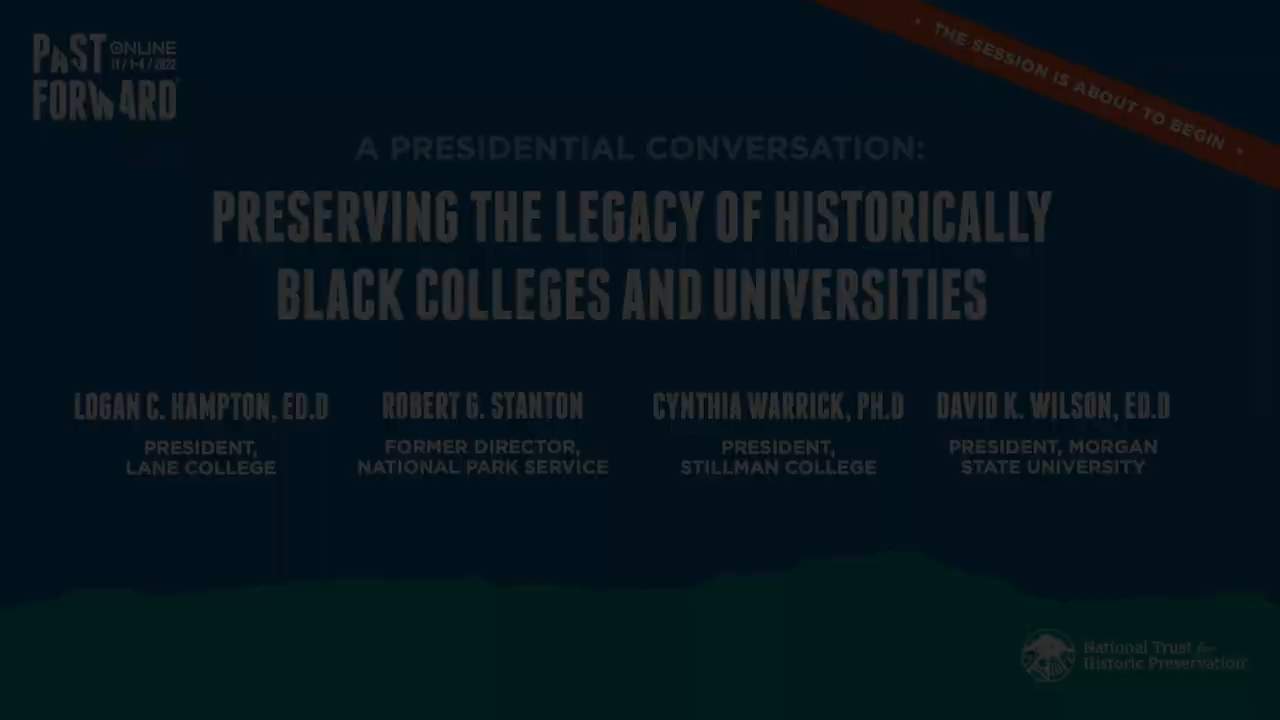 PAST
ONLINE
11/1-4/2022
FORWARD
• THE SESSION IS ABOUT TO BEGIN •
A PRESIDENTIAL CONVERSATION:
PRESERVING THE LEGACY OF HISTORICALLY
BLACK COLLEGES AND UNIVERSITIES
LOGAN C. HAMPTON, ED.D
PRESIDENT,
LANE COLLEGE
ROBERT G. STANTON
FORMER DIRECTOR,
NATIONAL PARK SERVICE
CYNTHIA WARRICK, PH.D
PRESIDENT,
STILLMAN COLLEGE
DAVID K. WILSON, ED.D
PRESIDENT, MORGAN
STATE UNIVERSITY
National Trust for
Historic Preservation